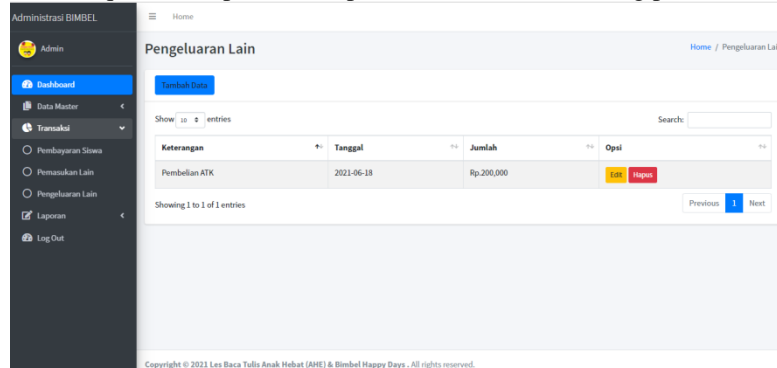 Administrasi BIMBEL
Home
Admin
Pengeluaran Lain
Home / Pengeluaran Lai
Dashboard
Data Master
Transaksi
Pembayaran Siswa
Pemasukan Lain
Pengeluaran Lain
Laporan
Log Out
Tambah Data
Show 10 entries
Search:
Keterangan Tanggal Jumlah Opsi
Pembelian ATK 2021-06-18 Rp.200,000 Edit Hapus
Showing 1 to 1 of 1 entries
Previous 1 Next
Copyright © 2021 Les Baca Tulis Anak Hebat (AHE) & Bimbel Happy Days . All rights reserved.